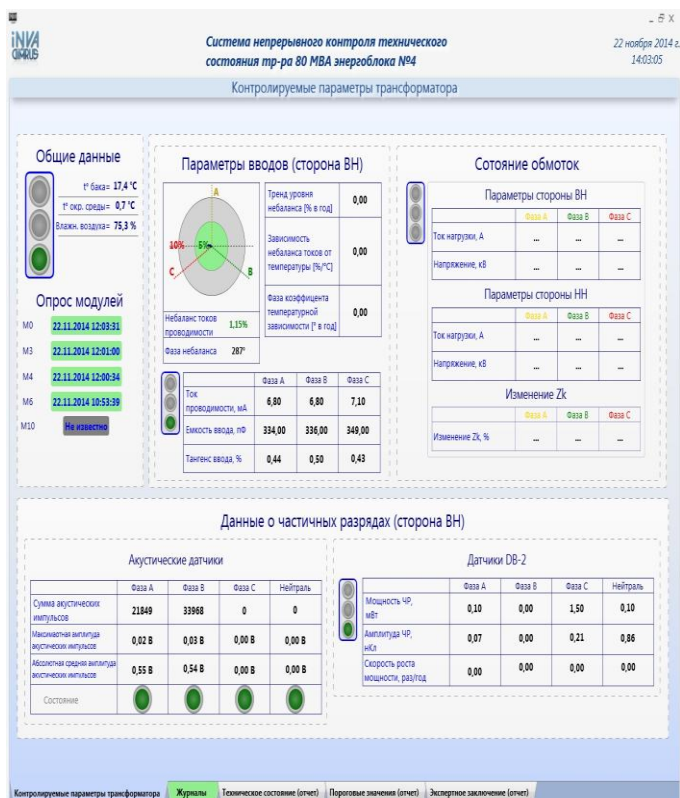 iNVA
CIARUS
Система непрерывного контроля технического
состояния тр-ра 80 МВА энергоблока №4
22 ноября 2014 г.
14:03:05
Контролируемые параметры трансформатора
Общие данные
t° бака= 17,4 °C
t° окр. среды= 0,7 °C
Влажн. воздуха= 75,3 %
Опрос модулей
M0 22.11.2014 12:03:31
M3 22.11.2014 12:01:00
M4 22.11.2014 12:00:34
M6 22.11.2014 10:53:39
M10 Не известно
Параметры вводов (сторона ВН)
A
10% 5%
C B
Небаланс токов
проводимости 1,15%
Фаза небаланса 287°
Тренд уровня
небаланса [% в год] 0,00
Зависимость
небаланса токов от
температуры [%/°C] 0,00
Фаза коэффицента
температурной
зависимости [° в год] 0,00
Фаза A Фаза B Фаза C
Ток
проводимости, мА 6,80 6,80 7,10
Емкость ввода, пФ 334,00 336,00 349,00
Тангенс ввода, % 0,44 0,50 0,43
Сотояние обмоток
Параметры стороны ВН
Фаза A Фаза B Фаза C
Ток нагрузки, А ... ... ...
Напряжение, кВ ... ... ...
Параметры стороны НН
Фаза A Фаза B Фаза C
Ток нагрузки, А ... ... ...
Напряжение, кВ ... ... ...
Изменение Zk
Фаза A Фаза B Фаза C
Изменение Zk, % ... ... ...
Данные о частичных разрядах (сторона ВН)
Акустические датчики
Фаза A Фаза B Фаза C Нейтраль
Сумма акустических
импульсов 21849 33968 0 0
амплитуда
акустических импульсов 0,02 В 0,03 В 0,00 В 0,00 В
Абсолютная средняя амплитуда
акустических импульсов 0,55 В 0,54 В 0,00 В 0,00 В
Состояние
Датчики DB-2
Фаза A Фаза B Фаза C Нейтраль
Мощность ЧР,
мВт 0,10 0,00 1,50 0,10
Амплитуда ЧР,
нКл 0,07 0,00 0,21 0,86
Скорость роста
мощности, раз/год 0,00 0,00 0,00 0,00
Контролируемые параметры трансформатора Журналы Техническое состояние (отчет) Пороговые значения (отчет) Экспертное заключение (отчет)